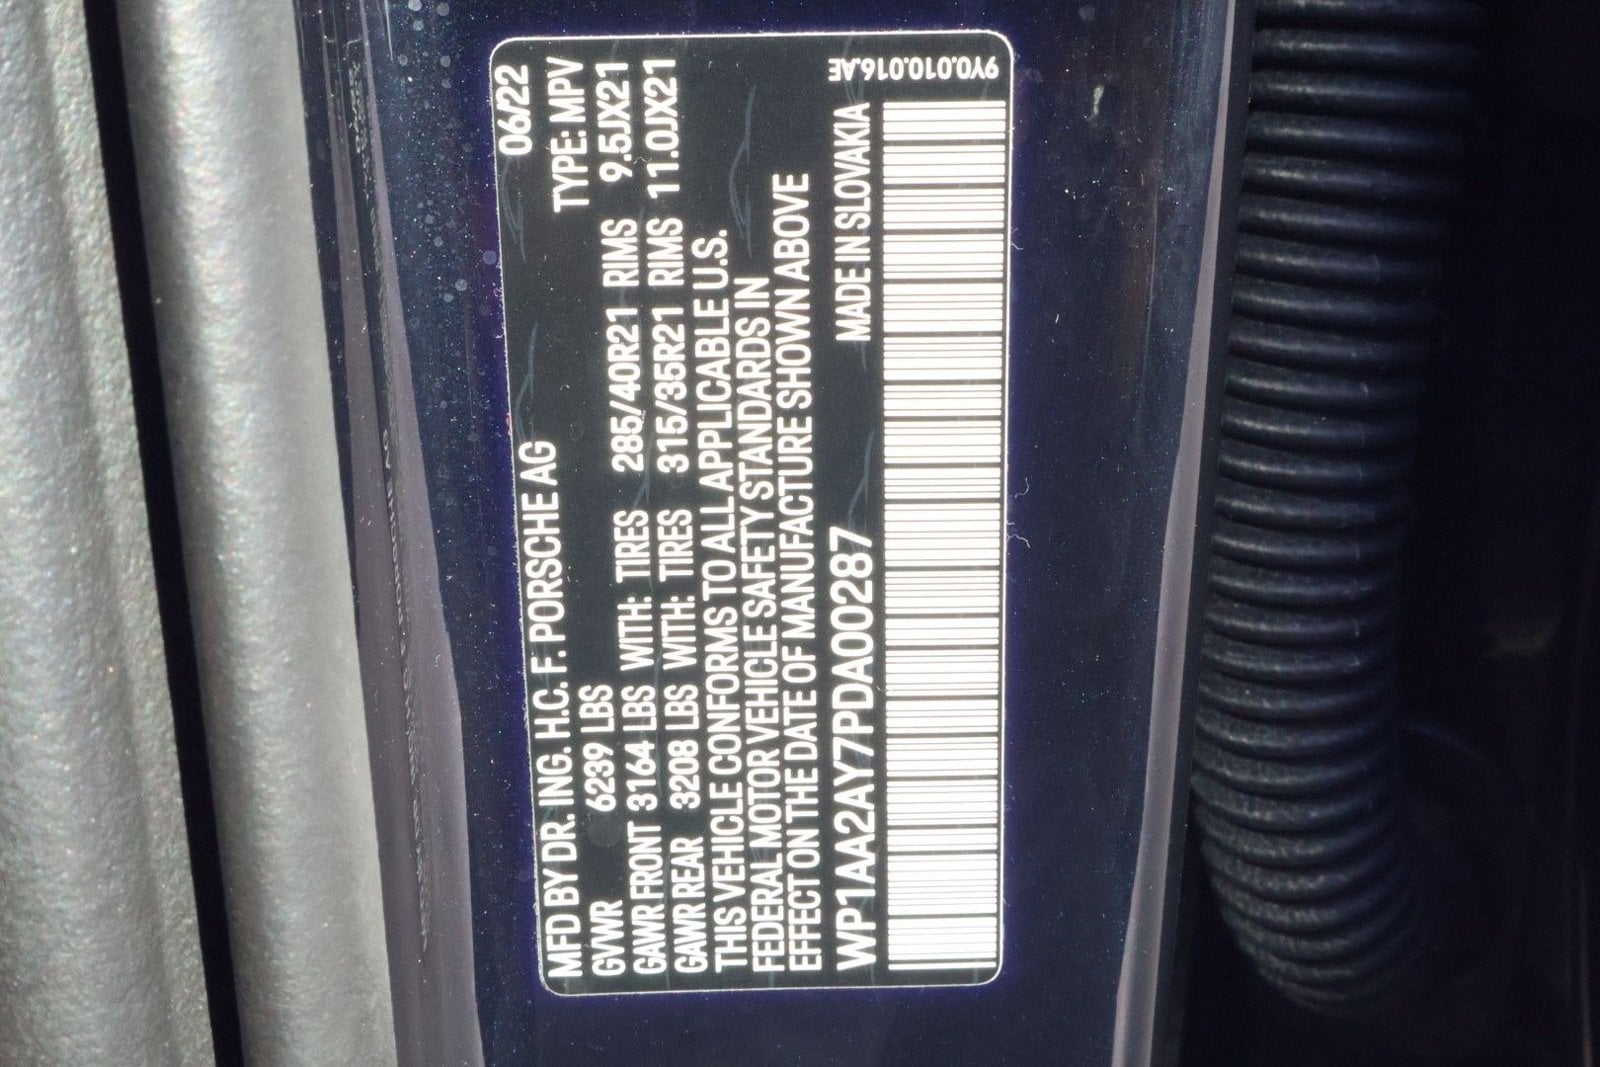 06/22
MFD BY DR. ING. H.C. F. PORSCHE AG TYPE: MPV
GVWR 6239 LBS
GAWR FRONT 3164 LBS WITH: TIRES 285/40R21 RIMS 9.5JX21
GAWR REAR 3208 LBS WITH: TIRES 315/35R21 RIMS 11.0JX21
THIS VEHICLE CONFORMS TO ALL APPLICABLE U.S.
FEDERAL MOTOR VEHICLE SAFETY STANDARDS IN
EFFECT ON THE DATE OF MANUFACTURE SHOWN ABOVE
WP1AA2AY7PDA00287 MADE IN SLOVAKIA
9Y0.010.016.AE